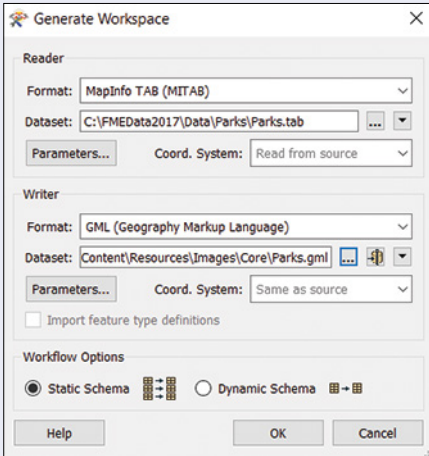 Generate Workspace
Reader
Format: MapInfo TAB (MITAB)
Dataset: C:\FMEData2017\Data\Parks\Parks.tab ...
Parameters... Coord. System: Read from source
Writer
Format: GML (Geography Markup Language)
Dataset: Content\Resources\Images\Core\Parks.gml ...
Parameters... Coord. System: Same as source
Import feature type definitions
Workflow Options
Static Schema Dynamic Schema
Help OK Cancel